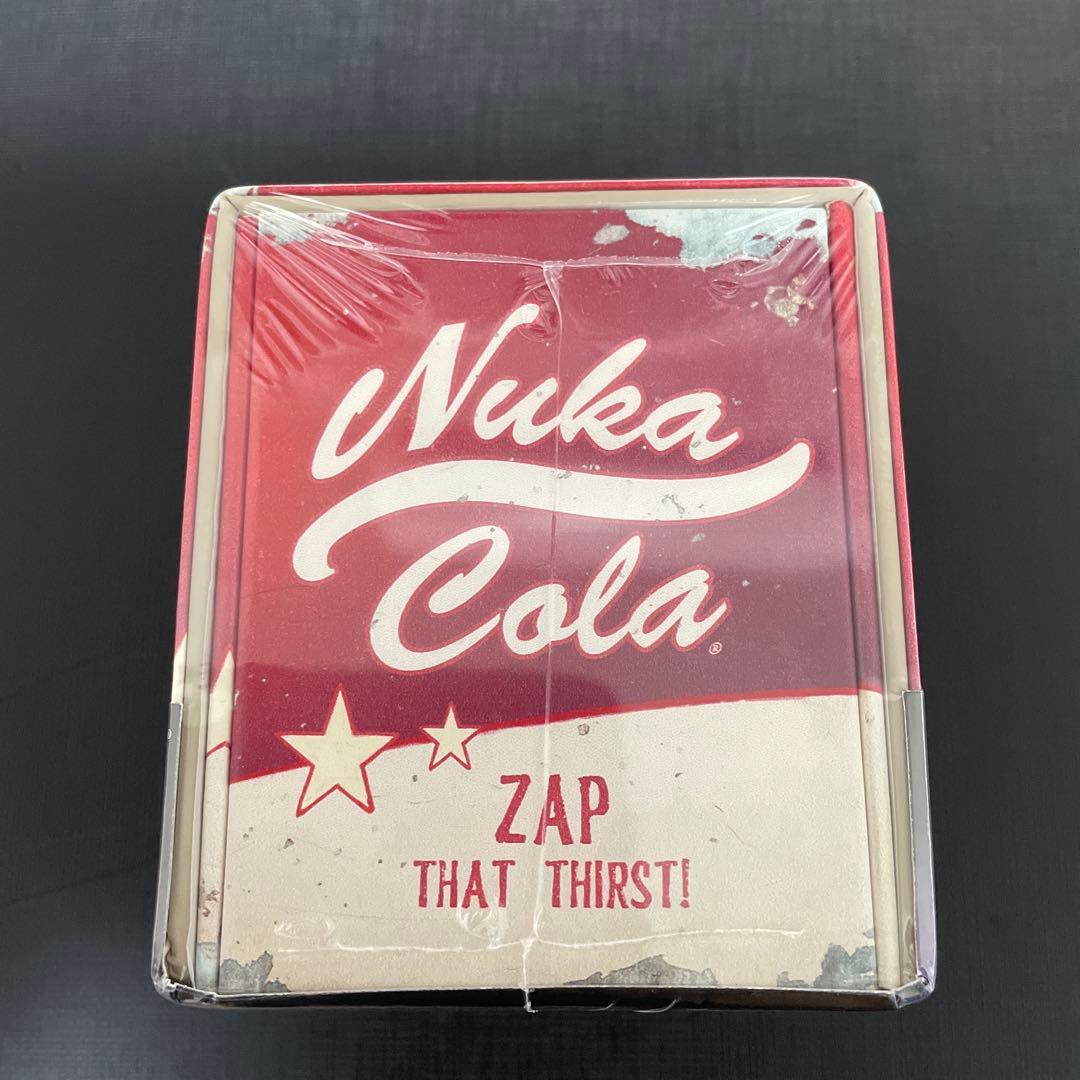 Nuka
Cola®
ZAP
THAT THIRST!